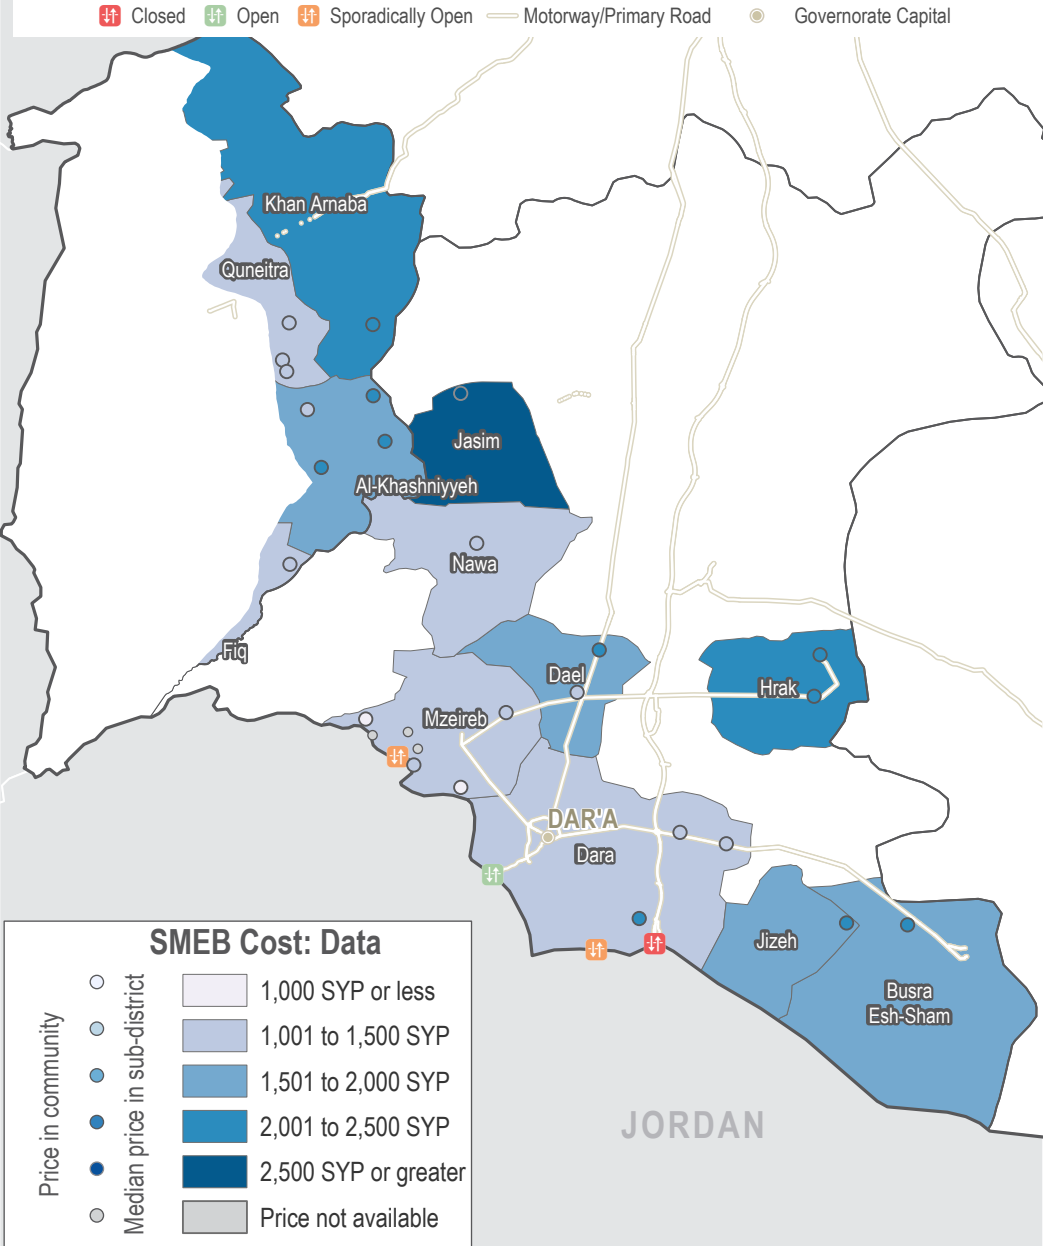 Closed Open Sporadically Open Motorway/Primary Road Governorate Capital
Khan Arnaba
Quneitra
Jasim
Al-Khashniyyeh
Nawa
Fiq
Dael
Hrak
Mzeireb
DAR'A
Dara
Jizeh
Busra
Esh-Sham
JORDAN
SMEB Cost: Data
Price in community
Median price in sub-district
1,000 SYP or less
1,001 to 1,500 SYP
1,501 to 2,000 SYP
2,001 to 2,500 SYP
2,500 SYP or greater
Price not available